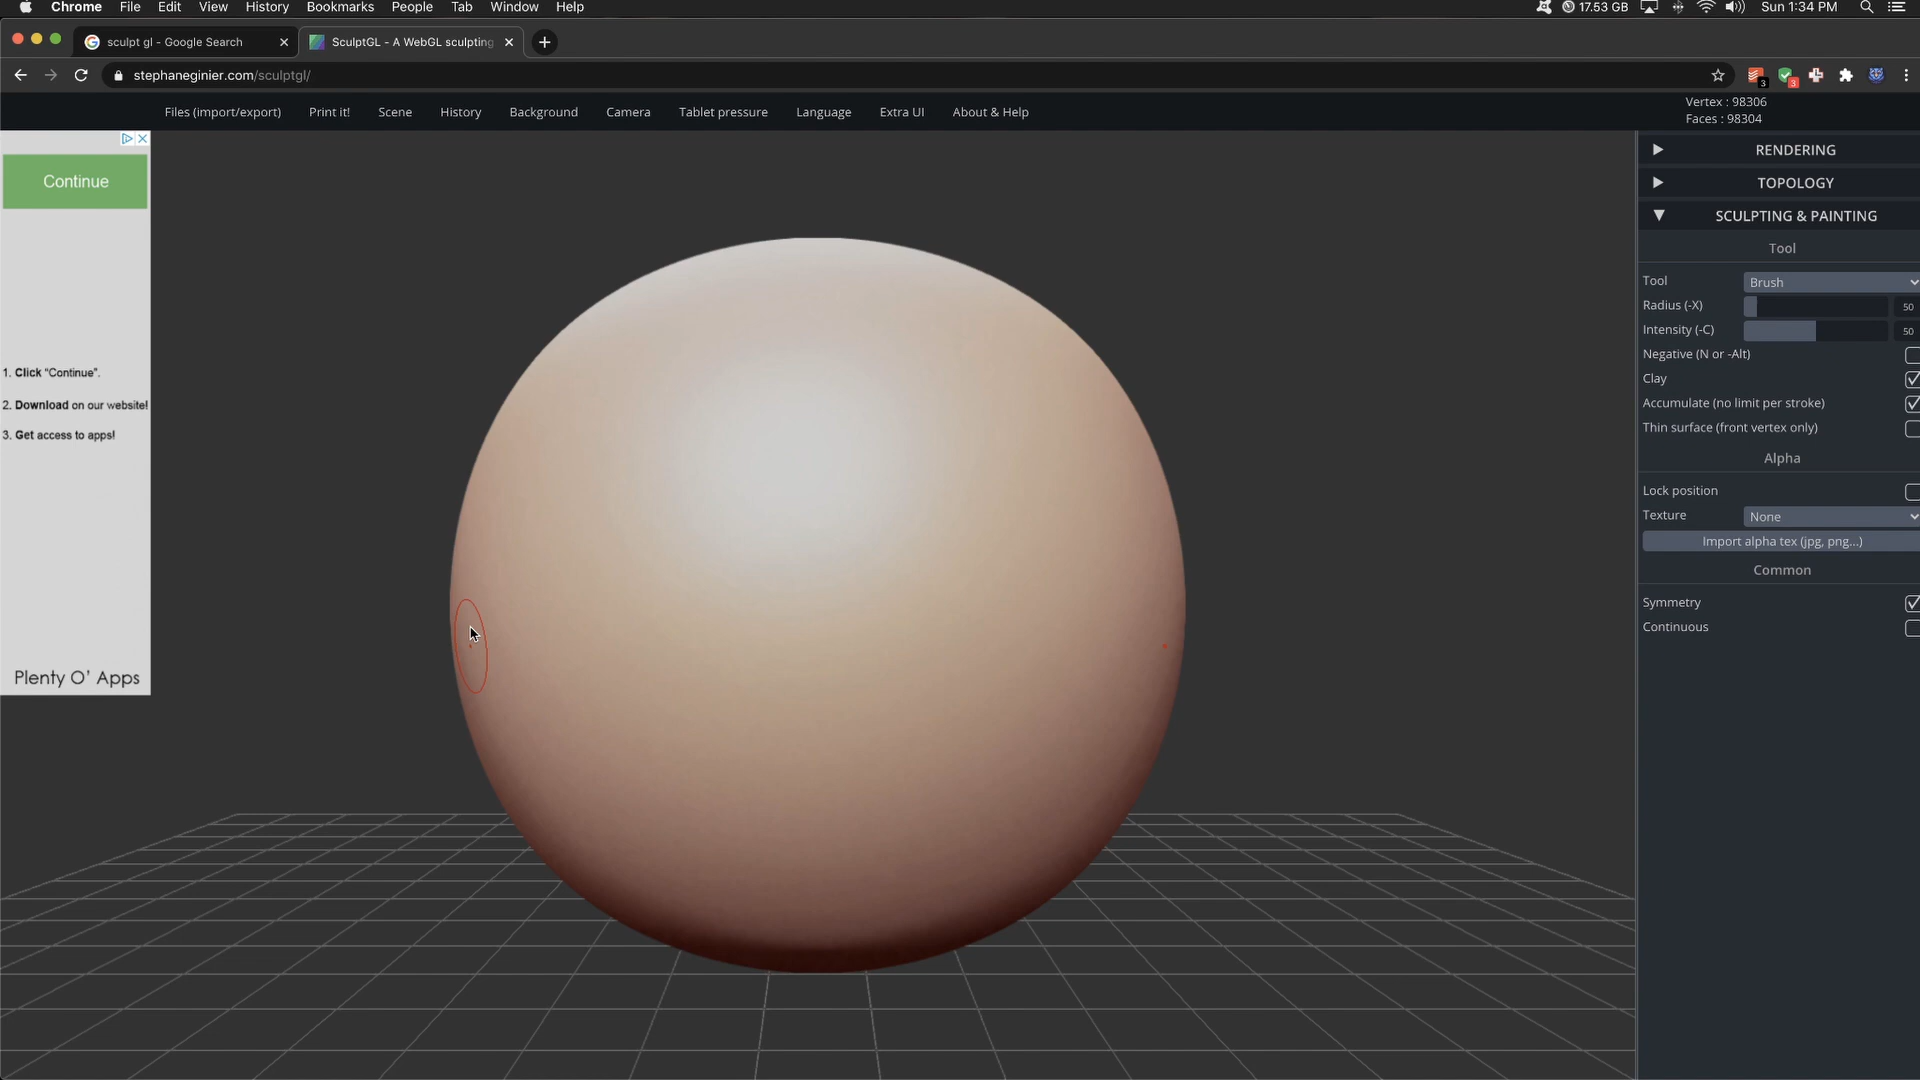 Chrome File Edit View History Bookmarks People Tab Window Help 17.53 GB Sun 1:34 PM
sculpt gl - Google Search SculptGL - A WebGL sculpting
stephaneginier.com/sculptgl/ 3 3
Files (import/export) Print it! Scene History Background Camera Tablet pressure Language Extra UI About & Help
Vertex : 98306
Faces : 98304
Continue
1. Click "Continue".
2. Download on our website!
3. Get access to apps!
Plenty O' Apps
RENDERING
TOPOLOGY
SCULPTING & PAINTING
Tool
Tool Brush
Radius (-X) 50
Intensity (-C) 50
Negative (N or -Alt)
Clay
Accumulate (no limit per stroke)
Thin surface (front vertex only)
Alpha
Lock position
Texture None
Import alpha tex (jpg, png...)
Common
Symmetry
Continuous